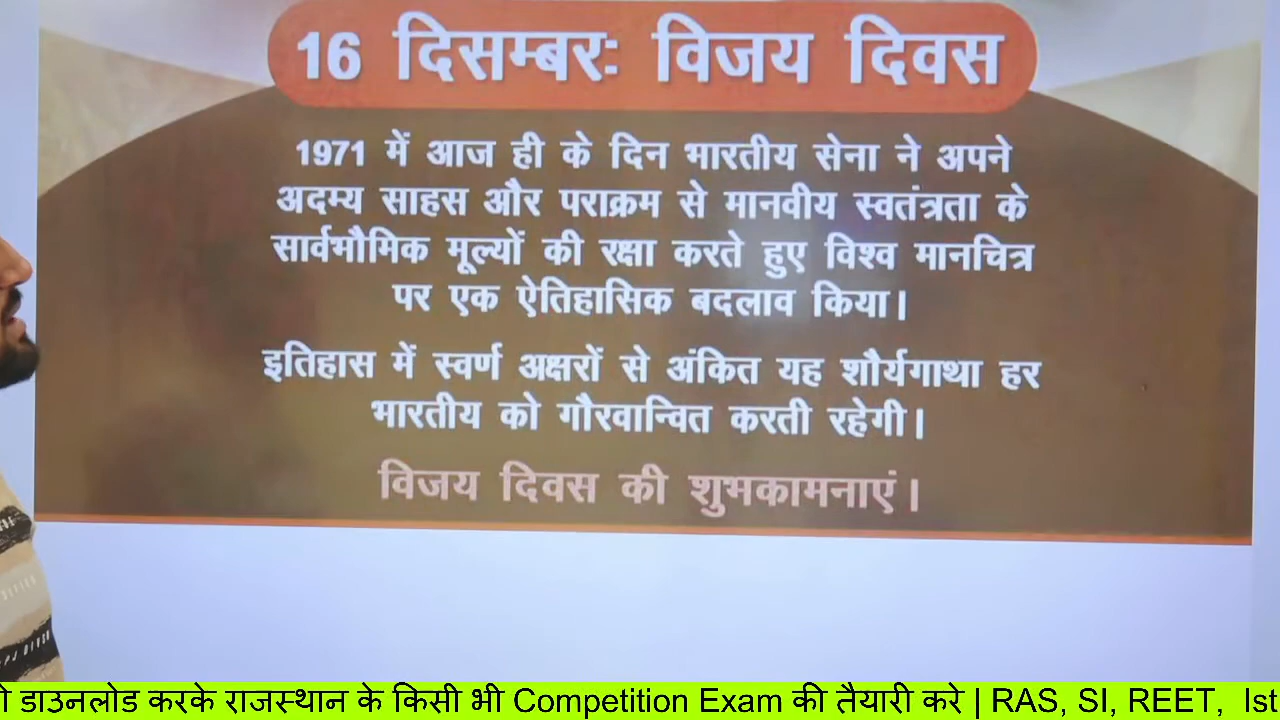 16 दिसम्बर: विजय दिवस
1971 में आज ही के दिन भारतीय सेना ने अपने
अदम्य साहस और पराक्रम से मानवीय स्वतंत्रता के
सार्वभौमिक मूल्यों की रक्षा करते हुए विश्व मानचित्र
पर एक ऐतिहासिक बदलाव किया।
इतिहास में स्वर्ण अक्षरों से अंकित यह शौर्यगाथा हर
भारतीय को गौरवान्वित करती रहेगी।
विजय दिवस की शुभकामनाएं।
डाउनलोड करके राजस्थान के किसी भी Competition Exam की तैयारी करे | RAS, SI, REET, Ist